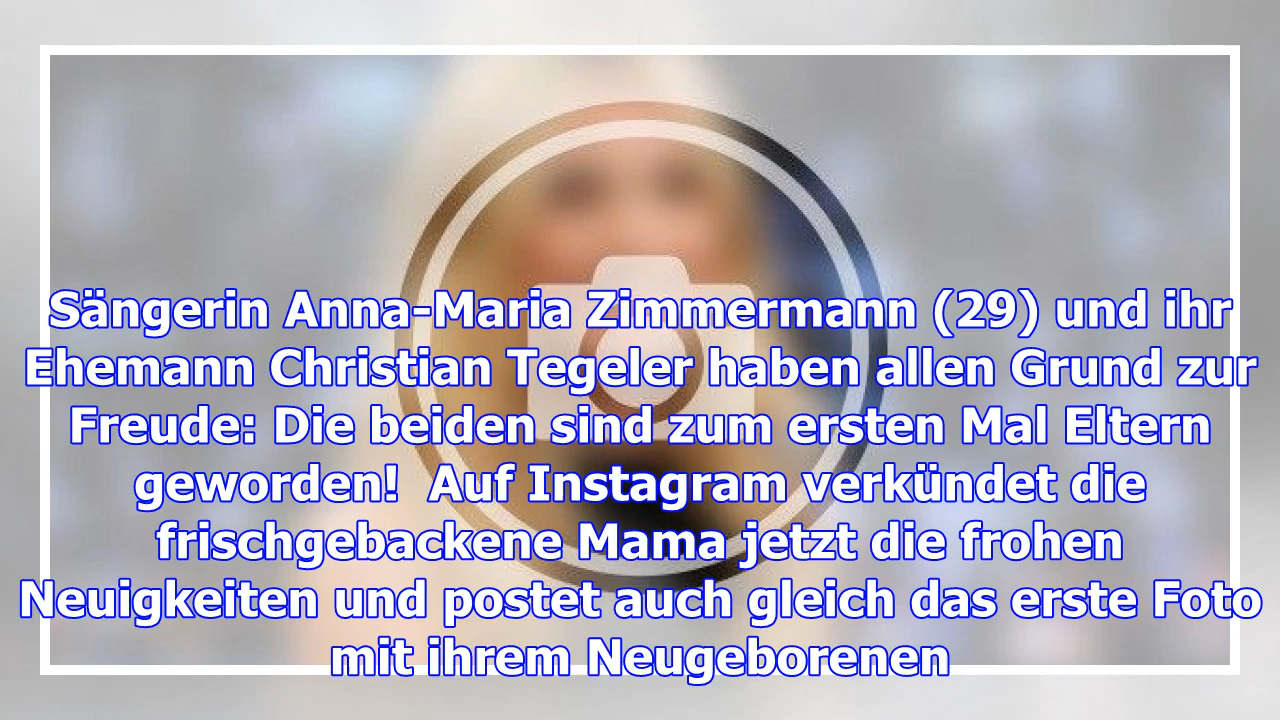 Sängerin Anna-Maria Zimmermann (29) und ihr
Ehemann Christian Tegeler haben allen Grund zur
Freude: Die beiden sind zum ersten Mal Eltern
geworden!  Auf Instagram verkündet die
frischgebackene Mama jetzt die frohen
Neuigkeiten und postet auch gleich das erste Foto
mit ihrem Neugeborenen